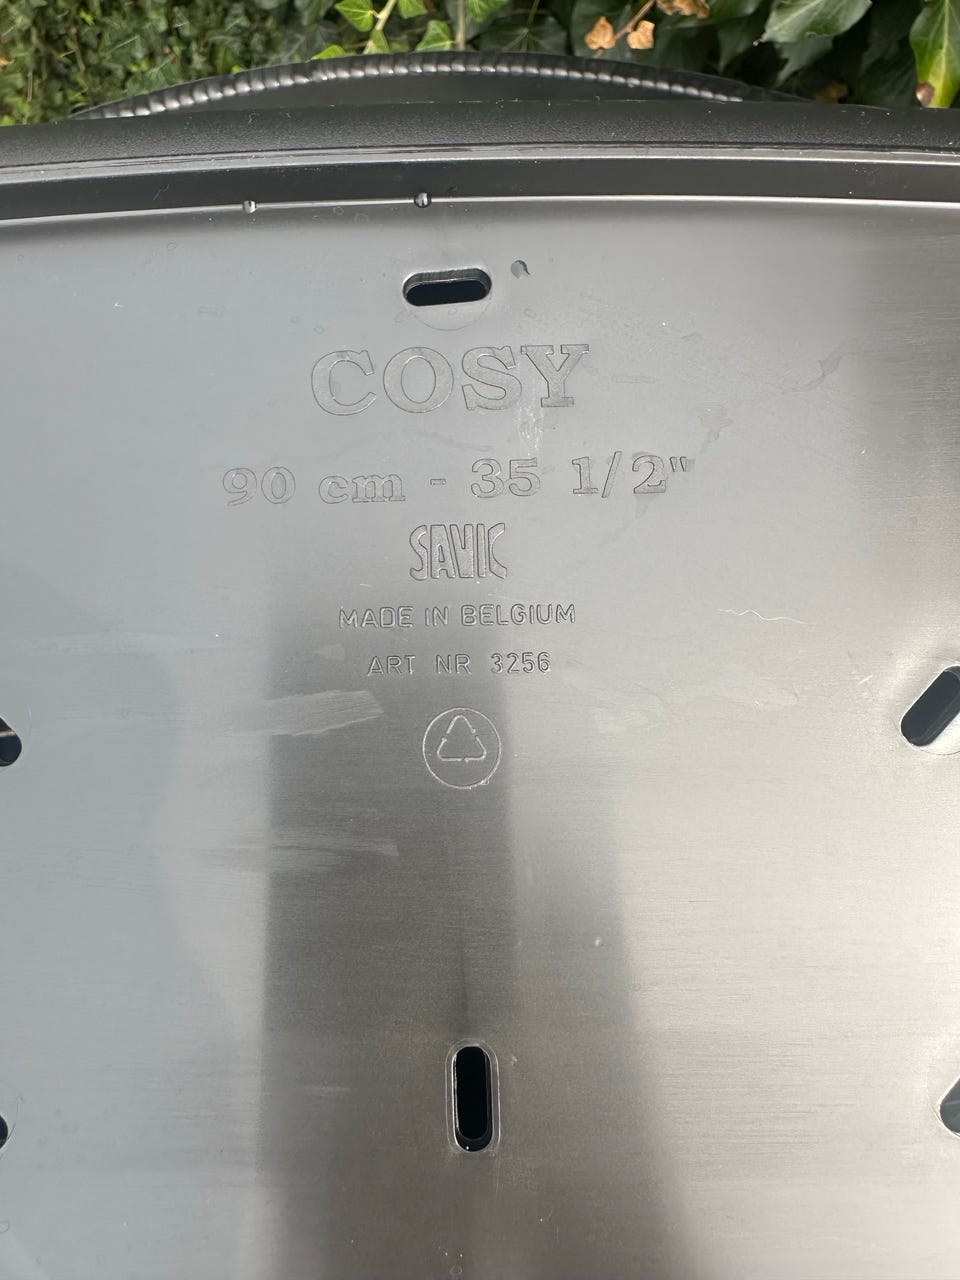 COSY
90 cm - 35 1/2"
SAVIC
MADE IN BELGIUM
ART NR 3256